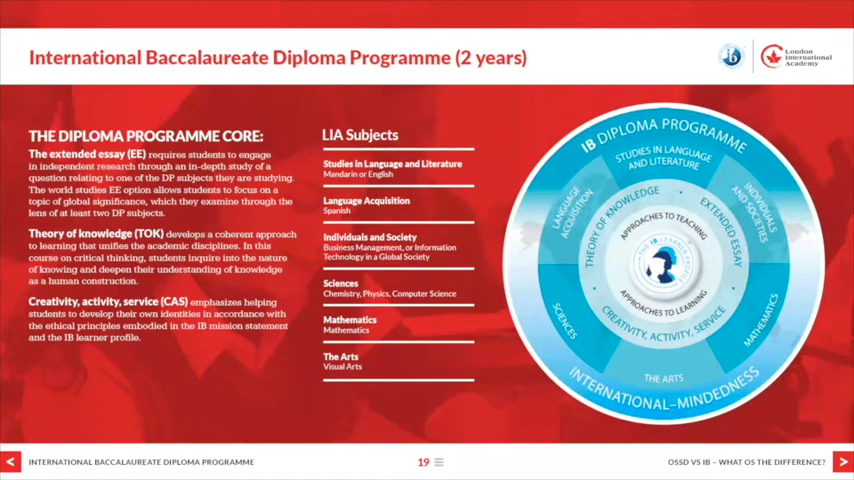 International Baccalaureate Diploma Programme (2 years)
ib
London
International
Academy
THE DIPLOMA PROGRAMME CORE:
The extended essay (EE) requires students to engage
in independent research through an in-depth study of a
question relating to one of the DP subjects they are studying.
The world studies EE option allows students to focus on a
topic of global significance, which they examine through the
lens of at least two DP subjects.
Theory of knowledge (TOK) develops a coherent approach
to learning that unifies the academic disciplines. In this
course on critical thinking, students inquire into the nature
of knowing and deepen their understanding of knowledge
as a human construction.
Creativity, activity, service (CAS) emphasizes helping
students to develop their own identities in accordance with
the ethical principles embodied in the IB mission statement
and the IB learner profile.
LIA Subjects
Studies in Language and Literature
Mandarin or English
Language Acquisition
Spanish
Individuals and Society
Business Management, or Information
Technology in a Global Society
Sciences
Chemistry, Physics, Computer Science
Mathematics
Mathematics
The Arts
Visual Arts
IB DIPLOMA PROGRAMME
STUDIES IN LANGUAGE
AND LITERATURE
LANGUAGE
ACQUISITION
INDIVIDUALS
AND SOCIETIES
THEORY OF KNOWLEDGE
EXTENDED ESSAY
APPROACHES TO TEACHING
THE IB LEARNER PROFILE
APPROACHES TO LEARNING
CREATIVITY, ACTIVITY, SERVICE
SCIENCES
MATHEMATICS
THE ARTS
INTERNATIONAL-MINDEDNESS
< INTERNATIONAL BACCALAUREATE DIPLOMA PROGRAMME
19
OSSD VS IB – WHAT OS THE DIFFERENCE? >